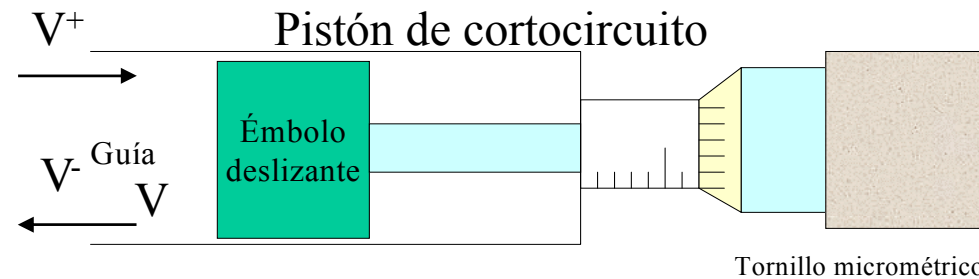 V+
Pistón de cortocircuito
Émbolo
deslizante
Guía
V-
V
Tornillo micrométrico